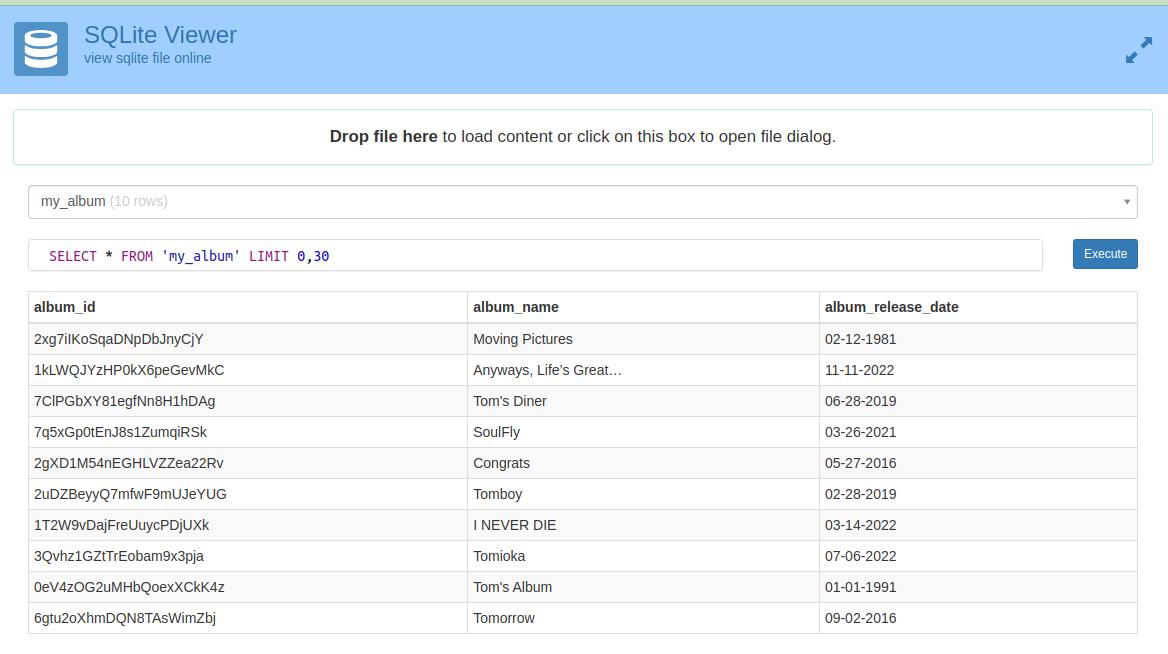 SQLite Viewer
view sqlite file online
Drop file here to load content or click on this box to open file dialog.
my_album (10 rows)
SELECT * FROM 'my_album' LIMIT 0,30
Execute
album_id album_name album_release_date
2xg7iIKoSqaDNpDbJnyCjY Moving Pictures 02-12-1981
1kLWQJYzHP0kX6peGevMkC Anyways, Life’s Great… 11-11-2022
7ClPGbXY81egfNn8H1hDAg Tom's Diner 06-28-2019
7q5xGp0tEnJ8s1ZumqiRSk SoulFly 03-26-2021
2gXD1M54nEGHLVZZea22Rv Congrats 05-27-2016
2uDZBeyyQ7mfwF9mUJeYUG Tomboy 02-28-2019
1T2W9vDajFreUuycPDjUXk I NEVER DIE 03-14-2022
3Qvhz1GZtTrEobam9x3pja Tomioka 07-06-2022
0eV4zOG2uMHbQoexXCkK4z Tom's Album 01-01-1991
6gtu2oXhmDQN8TAsWimZbj Tomorrow 09-02-2016